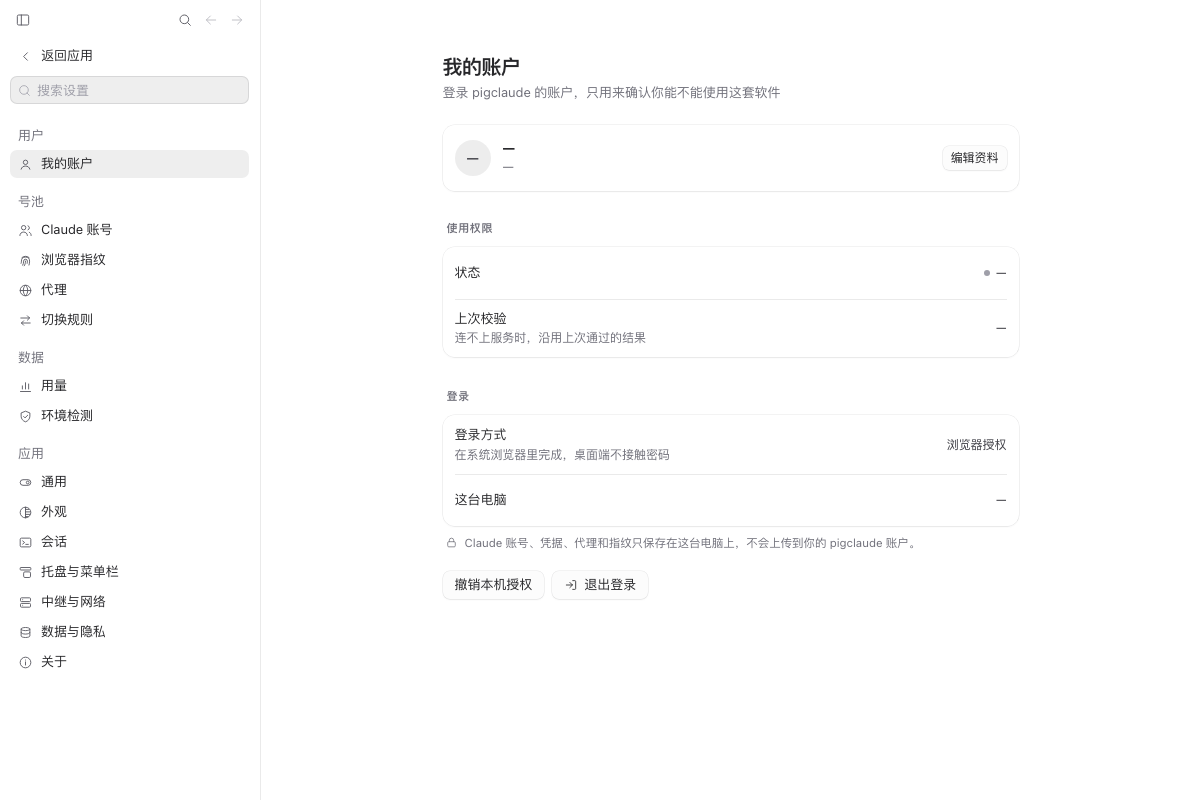 返回应用
搜索设置
用户
我的账户
号池
Claude 账号
浏览器指纹
代理
切换规则
数据
用量
环境检测
应用
通用
外观
会话
托盘与菜单栏
中继与网络
数据与隐私
关于
我的账户
登录 pigclaude 的账户，只用来确认你能不能使用这套软件
—
—
—
编辑资料
使用权限
状态
—
上次校验
连不上服务时，沿用上次通过的结果
—
登录
登录方式
在系统浏览器里完成，桌面端不接触密码
浏览器授权
这台电脑
—
Claude 账号、凭据、代理和指纹只保存在这台电脑上，不会上传到你的 pigclaude 账户。
撤销本机授权
退出登录